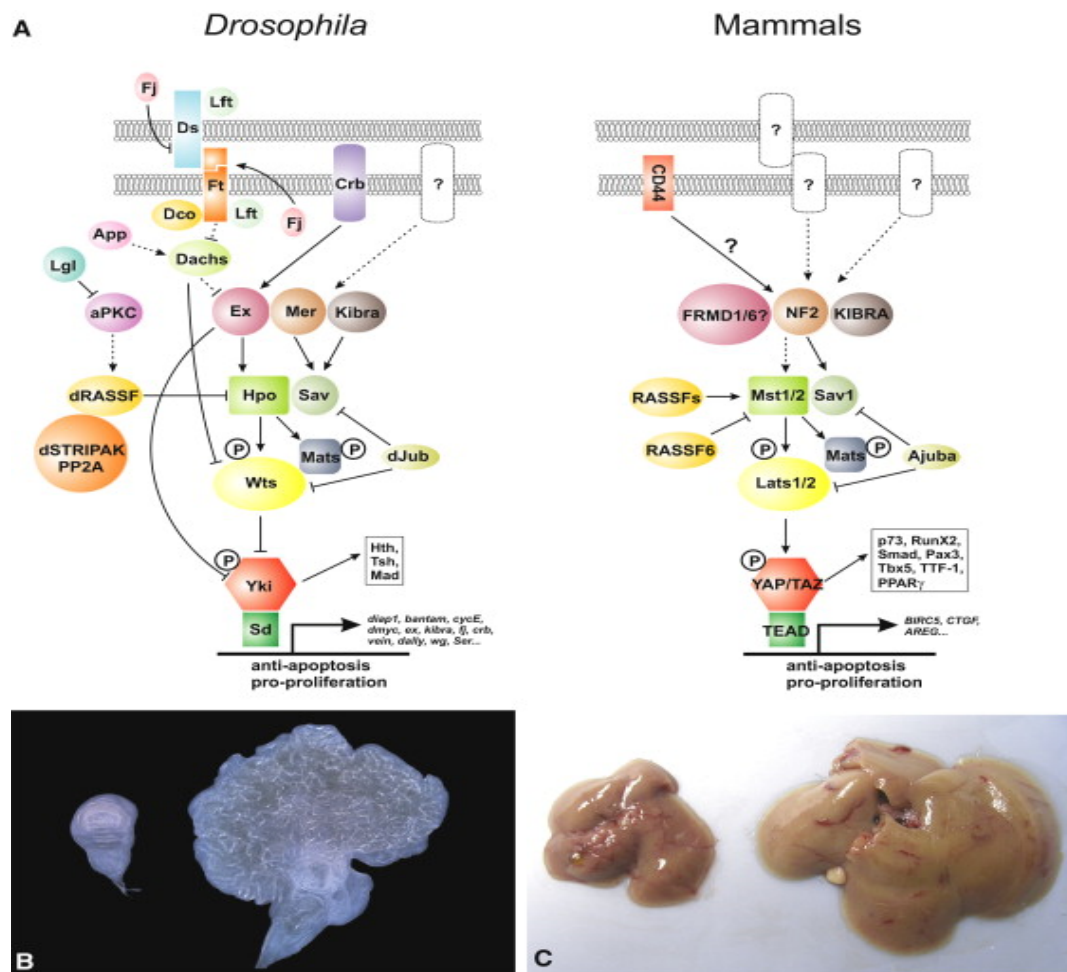 A
Drosophila
Mammals
Fj
Ds
Lft
Ft
Crb
?
Dco
Lft
Fj
App
Dachs
Lgl
aPKC
Ex
Mer
Kibra
dRASSF
Hpo
Sav
dSTRIPAK
PP2A
P
Mats
P
dJub
Wts
P
Yki
Hth,
Tsh,
Mad
Sd
diap1, bantam, cycE,
dmyc, ex, kibra, fj, crb,
vein, dally, wg, Ser...
anti-apoptosis
pro-proliferation
?
CD44
?
?
?
FRMD1/6?
NF2
KIBRA
RASSFs
Mst1/2
Sav1
RASSF6
P
Mats
P
Ajuba
Lats1/2
P
YAP/TAZ
p73, RunX2,
Smad, Pax3,
Tbx5, TTF-1,
PPARγ
TEAD
BIRC5, CTGF,
AREG...
anti-apoptosis
pro-proliferation
B
C